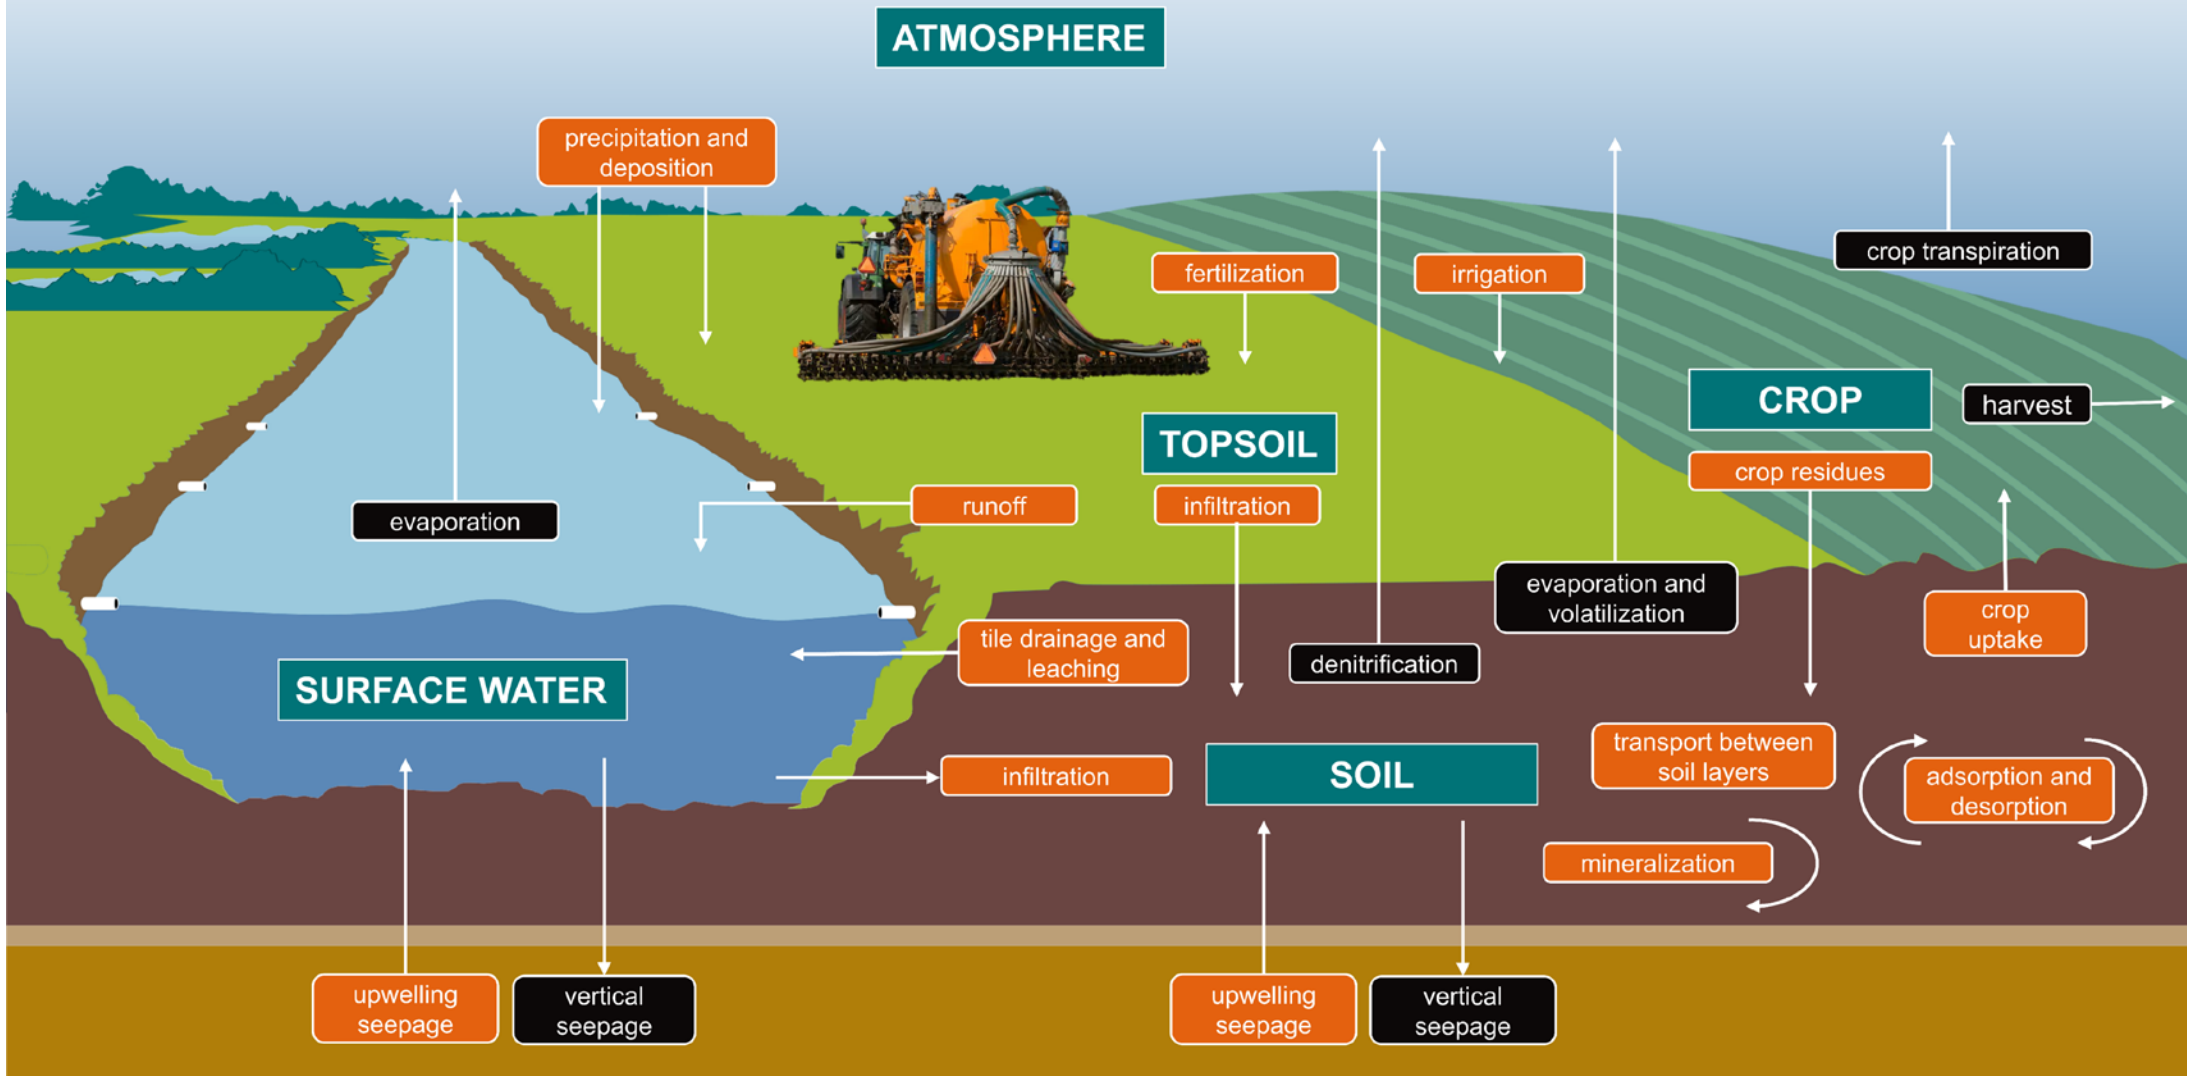 ATMOSPHERE
precipitation and
deposition
crop transpiration
fertilization
irrigation
CROP
harvest
TOPSOIL
crop residues
evaporation
runoff
infiltration
evaporation and
volatilization
crop
uptake
tile drainage and
leaching
denitrification
SURFACE WATER
transport between
soil layers
infiltration
SOIL
adsorption and
desorption
mineralization
upwelling
seepage
vertical
seepage
upwelling
seepage
vertical
seepage